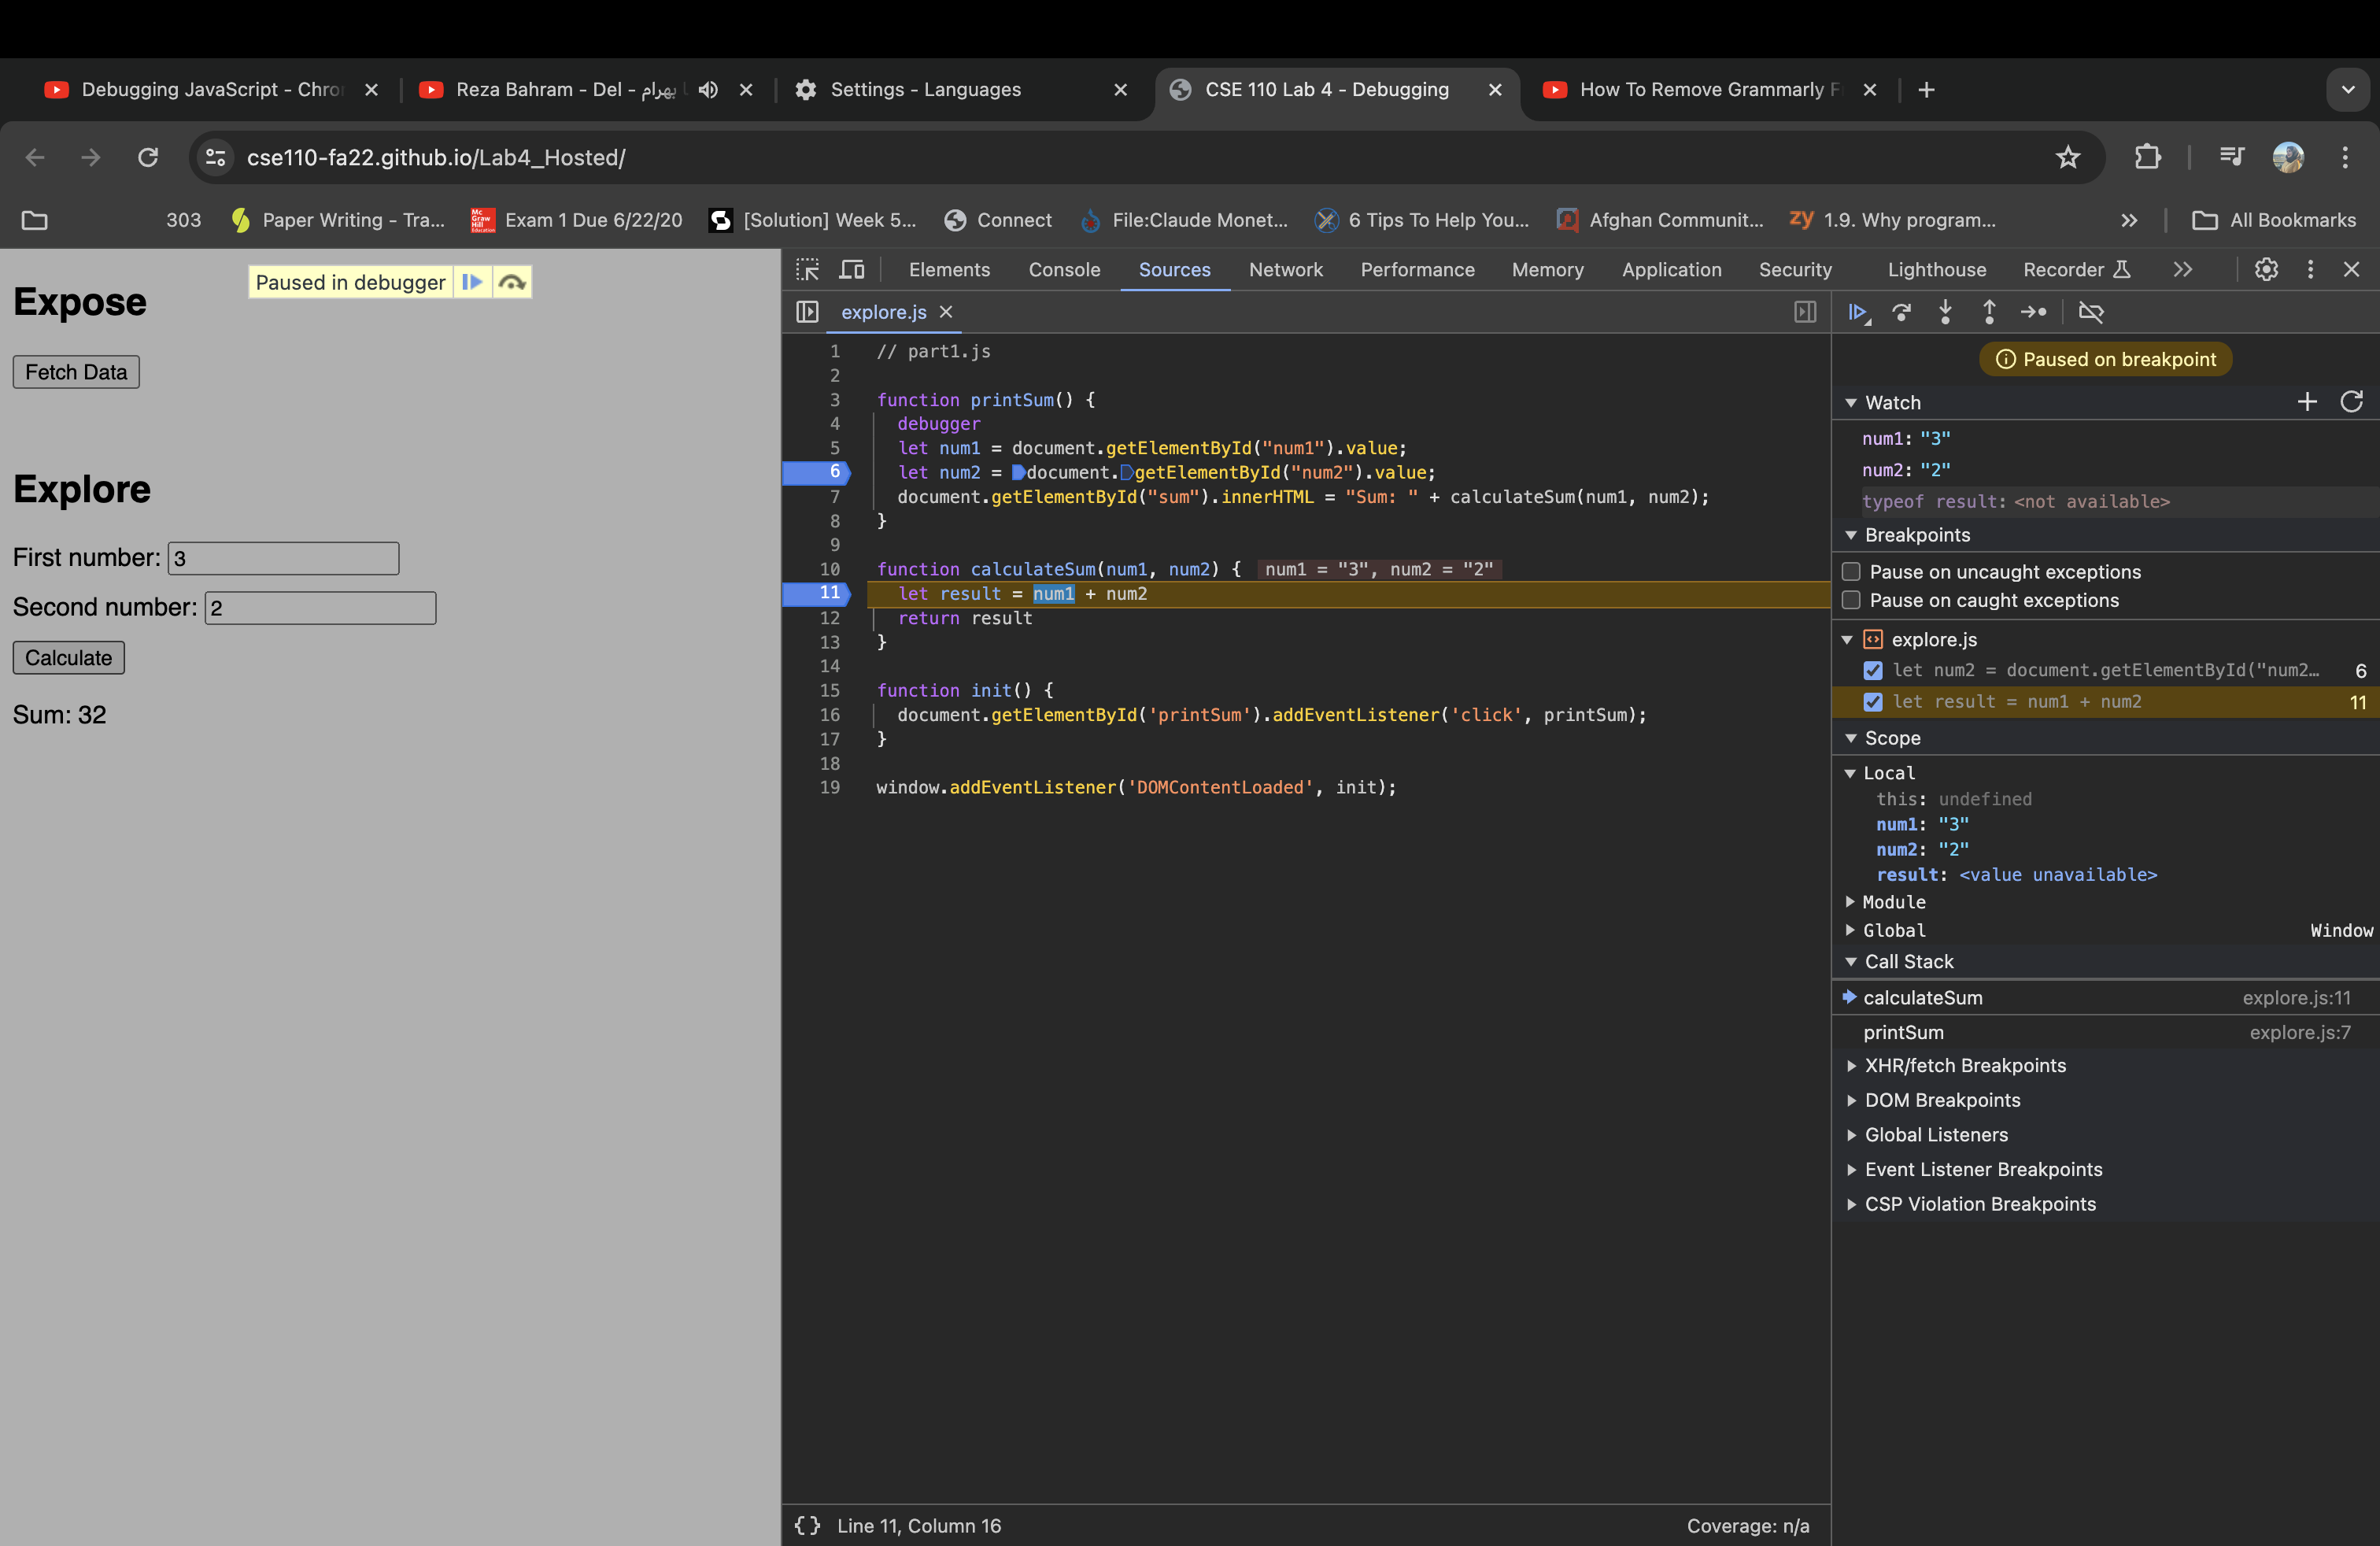 Debugging JavaScript - Chro
Reza Bahram - Del - بهرام
Settings - Languages
CSE 110 Lab 4 - Debugging
How To Remove Grammarly F
cse110-fa22.github.io/Lab4_Hosted/
303
Paper Writing - Tra...
Exam 1 Due 6/22/20
[Solution] Week 5...
Connect
File:Claude Monet...
6 Tips To Help You...
Afghan Communit...
zy 1.9. Why program...
All Bookmarks
Expose
Paused in debugger
Fetch Data
Explore
First number: 3
Second number: 2
Calculate
Sum: 32
Elements Console Sources Network Performance Memory Application Security Lighthouse Recorder
explore.js
1 // part1.js
2
3 function printSum() {
4 debugger
5 let num1 = document.getElementById("num1").value;
6 let num2 = document.getElementById("num2").value;
7 document.getElementById("sum").innerHTML = "Sum: " + calculateSum(num1, num2);
8 }
9
10 function calculateSum(num1, num2) { num1 = "3", num2 = "2"
11 let result = num1 + num2
12 return result
13 }
14
15 function init() {
16 document.getElementById('printSum').addEventListener('click', printSum);
17 }
18
19 window.addEventListener('DOMContentLoaded', init);
{ } Line 11, Column 16
Coverage: n/a
Paused on breakpoint
Watch
num1: "3"
num2: "2"
typeof result: <not available>
Breakpoints
Pause on uncaught exceptions
Pause on caught exceptions
explore.js
let num2 = document.getElementById("num2… 6
let result = num1 + num2 11
Scope
Local
this: undefined
num1: "3"
num2: "2"
result: <value unavailable>
Module
Global Window
Call Stack
calculateSum explore.js:11
printSum explore.js:7
XHR/fetch Breakpoints
DOM Breakpoints
Global Listeners
Event Listener Breakpoints
CSP Violation Breakpoints